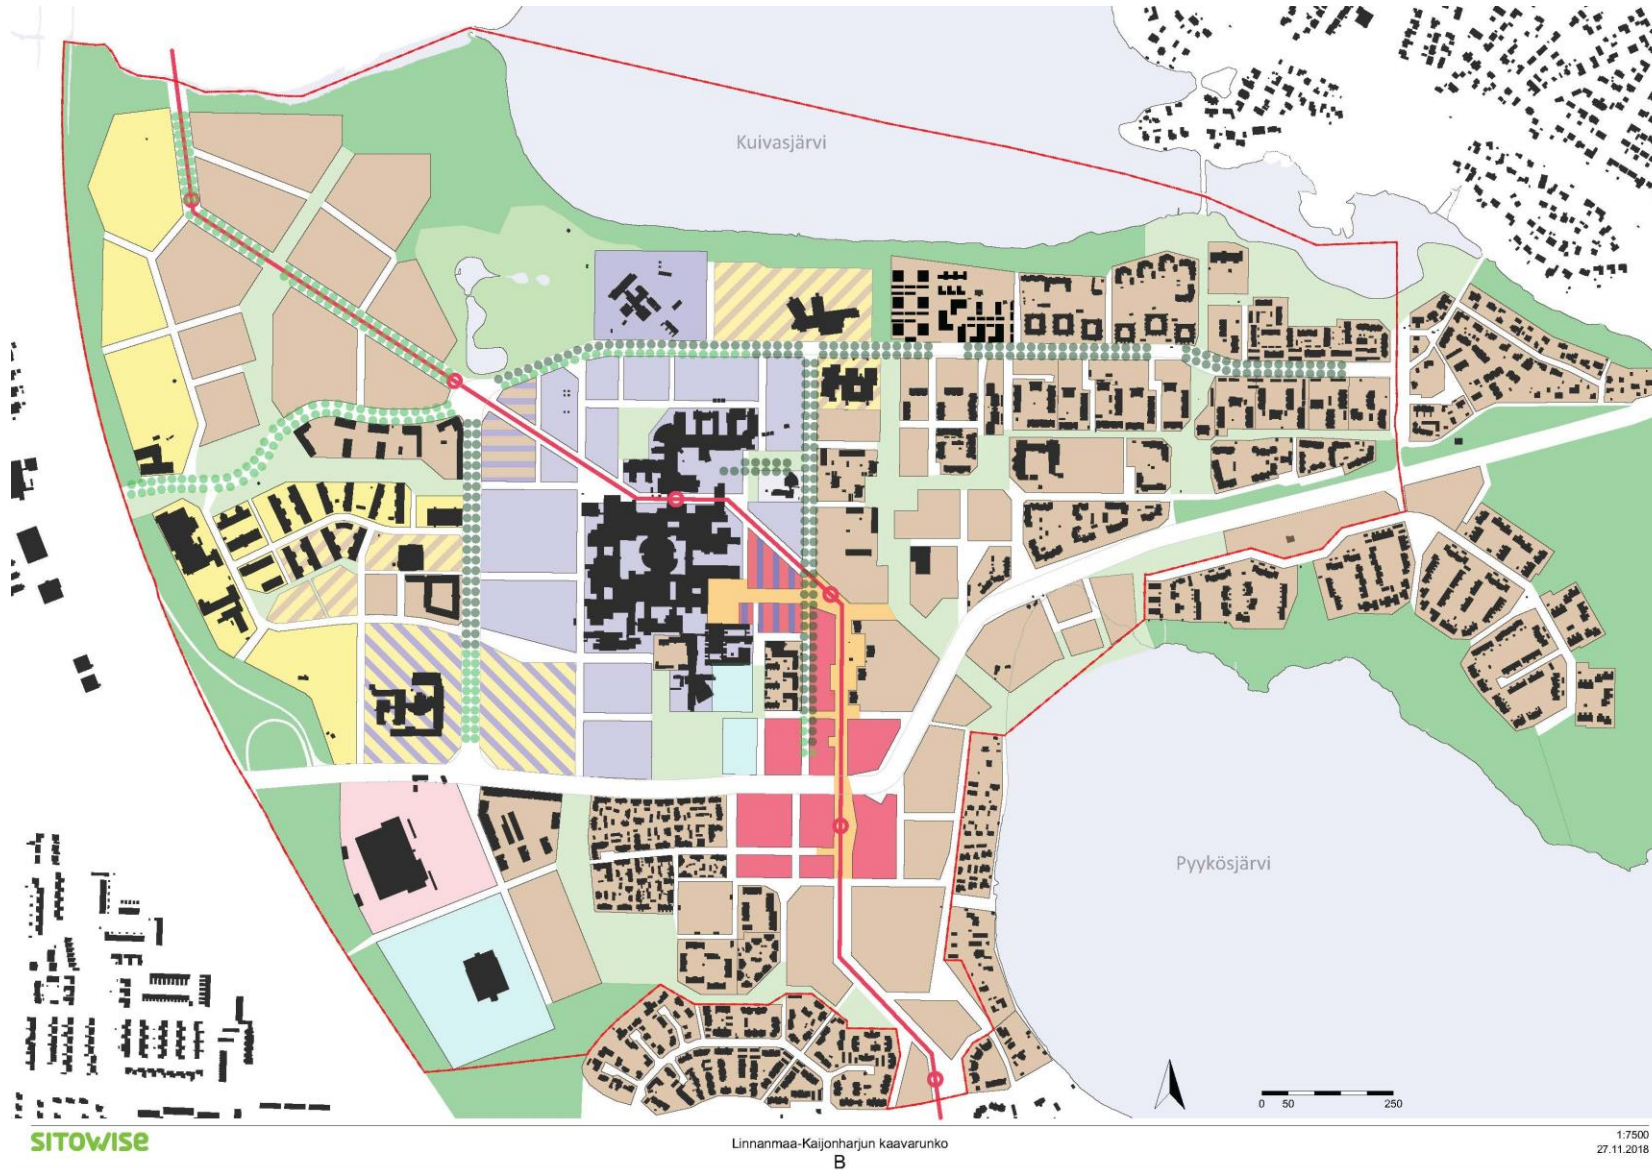 Kuivasjärvi
Pyykösjärvi
0 50 250
SITOWISE
Linnanmaa-Kaijonharjun kaavarunko
B
1:7500
27.11.2018